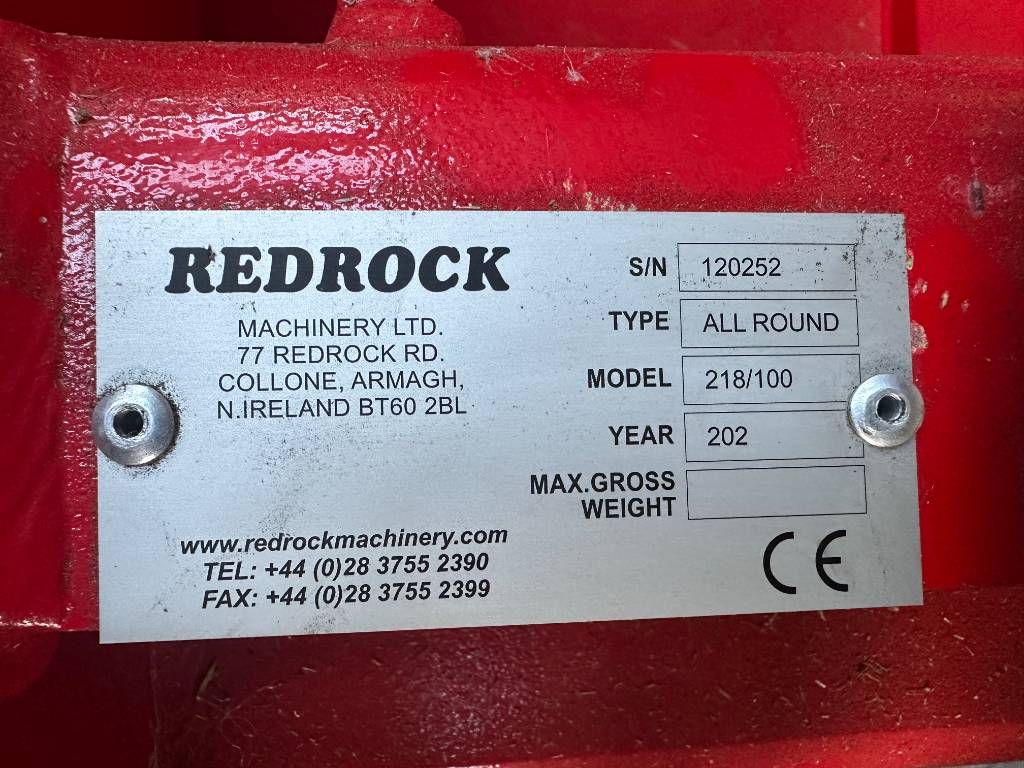 REDROCK
MACHINERY LTD.
77 REDROCK RD.
COLLONE, ARMAGH,
N.IRELAND BT60 2BL
www.redrockmachinery.com
TEL: +44 (0)28 3755 2390
FAX: +44 (0)28 3755 2399
S/N 120252
TYPE ALL ROUND
MODEL 218/100
YEAR 202
MAX.GROSS
WEIGHT
CE